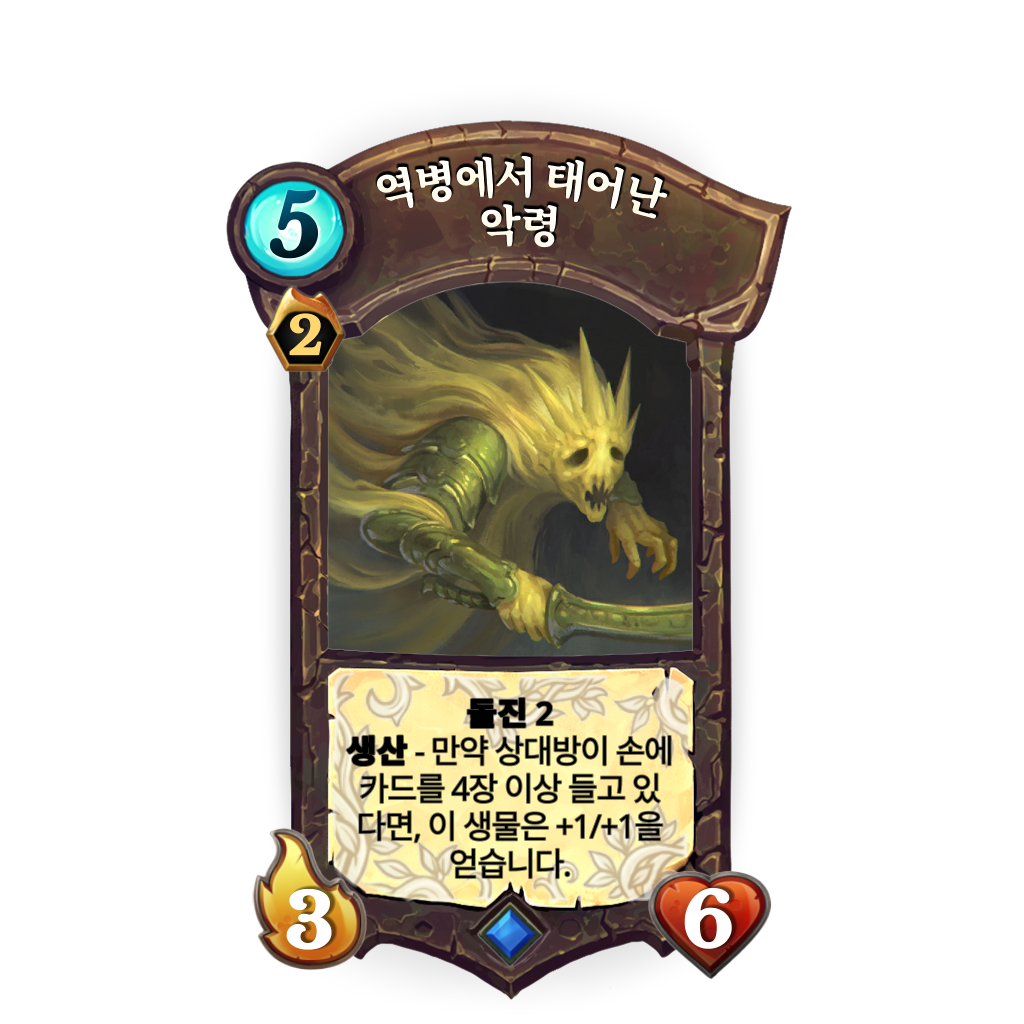 5
역병에서 태어난
악령
2
돌진 2
생산 - 만약 상대방이 손에
카드를 4장 이상 들고 있
다면, 이 생물은 +1/+1을
얻습니다.
3
6